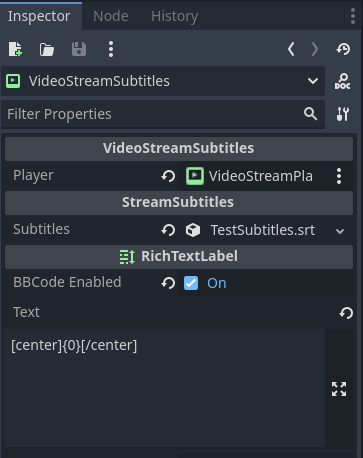 Inspector Node History
VideoStreamSubtitles
DOC
Filter Properties
VideoStreamSubtitles
Player VideoStreamPla
StreamSubtitles
Subtitles TestSubtitles.srt
RichTextLabel
BBCode Enabled On
Text
[center]{0}[/center]